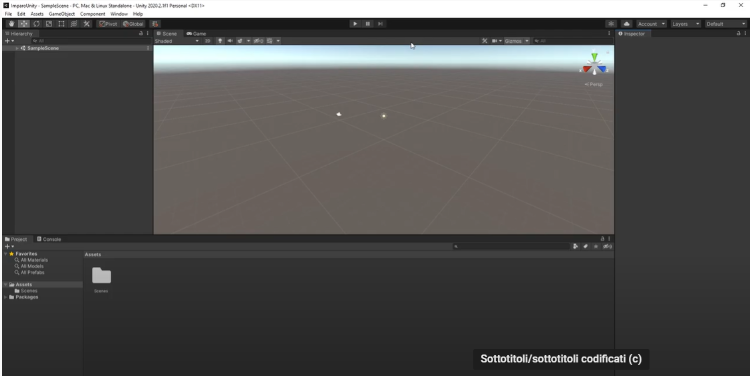 ImparoUnity - SampleScene - PC, Mac & Linux Standalone - Unity 2020.2.1f1 Personal <DX11>
File Edit Assets GameObject Component Window Help
Pivot Global Account Layers Default
Hierarchy Scene Game Inspector
All Shaded 2D Gizmos All
SampleScene
Persp
Project Console
Favorites Assets
All Materials
All Models
All Prefabs
Assets
Scenes Scenes
Packages
Sottotitoli/sottotitoli codificati (c)